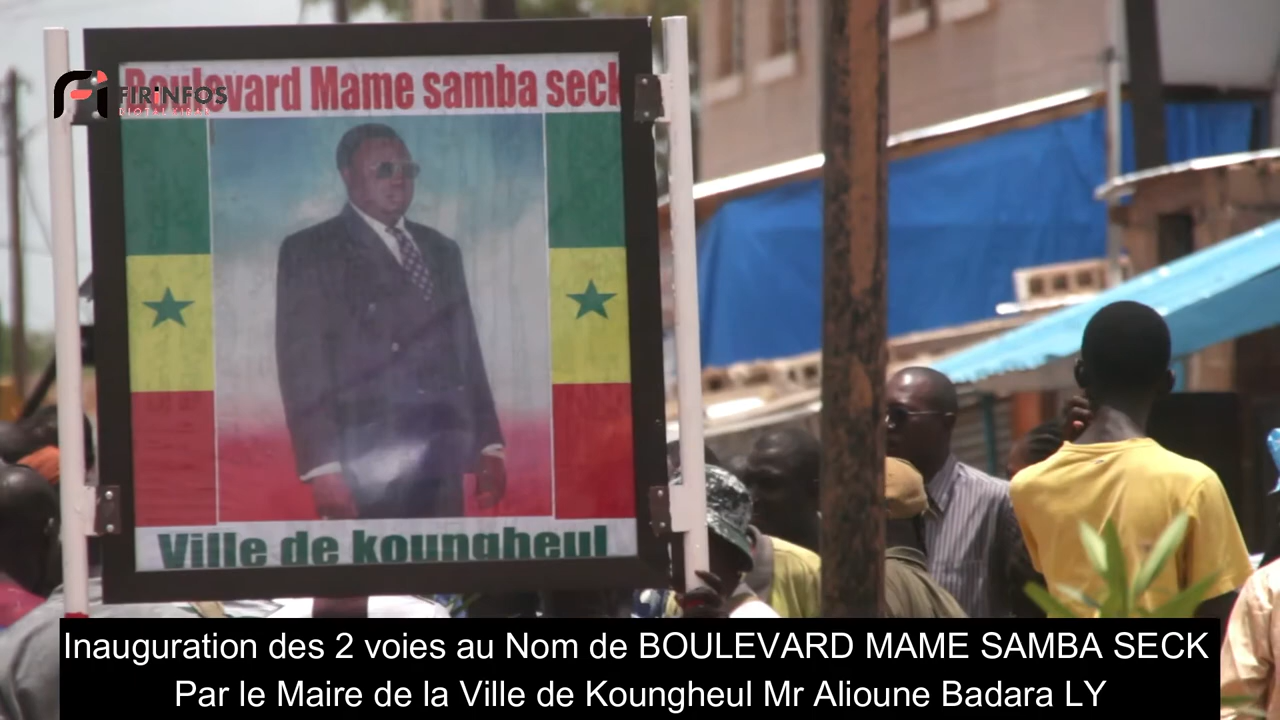 Boulevard Mame samba seck
FIRINFOS
Ville de koungheul
Inauguration des 2 voies au Nom de BOULEVARD MAME SAMBA SECK
Par le Maire de la Ville de Koungheul Mr Alioune Badara LY